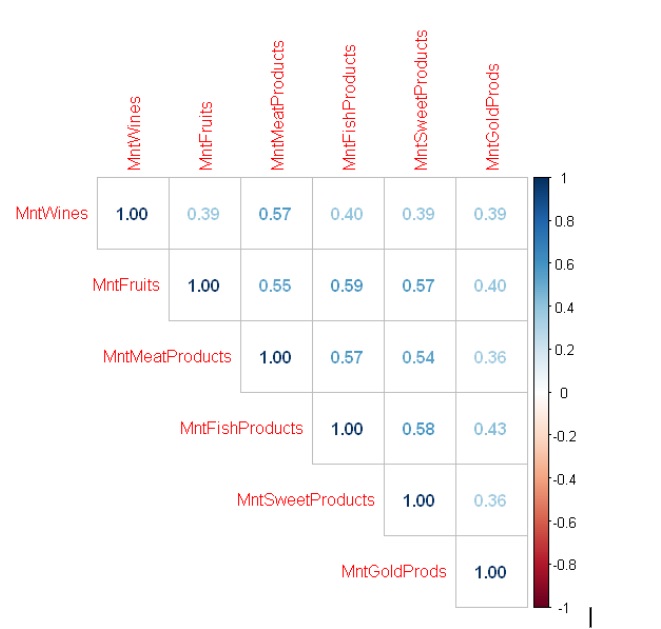 MntWines
MntFruits
MntMeatProducts
MntFishProducts
MntSweetProducts
MntGoldProds
MntWines 1.00 0.39 0.57 0.40 0.39 0.39
MntFruits 1.00 0.55 0.59 0.57 0.40
MntMeatProducts 1.00 0.57 0.54 0.36
MntFishProducts 1.00 0.58 0.43
MntSweetProducts 1.00 0.36
MntGoldProds 1.00
1
0.8
0.6
0.4
0.2
0
-0.2
-0.4
-0.6
-0.8
-1